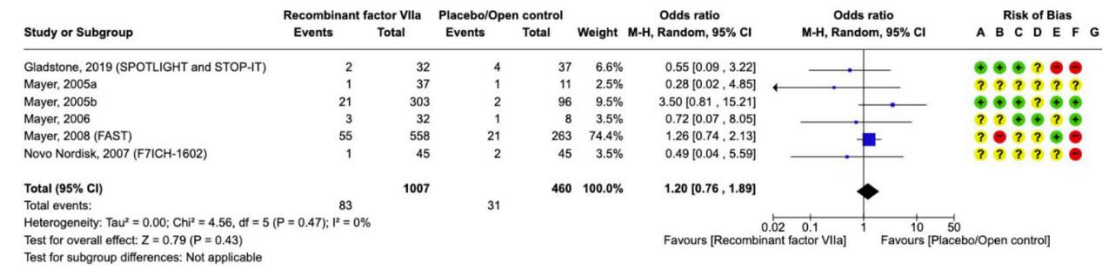 Recombinant factor VIIa Placebo/Open control Odds ratio Odds ratio Risk of Bias
Study or Subgroup Events Total Events Total Weight M-H, Random, 95% CI M-H, Random, 95% CI A B C D E F G
Gladstone, 2019 (SPOTLIGHT and STOP-IT) 2 32 4 37 6.6% 0.55 [0.09 , 3.22] + + + ? − −
Mayer, 2005a 1 37 1 11 2.5% 0.28 [0.02 , 4.85] ? ? ? ? ? ?
Mayer, 2005b 21 303 2 96 9.5% 3.50 [0.81 , 15.21] + + + ? + ?
Mayer, 2006 3 32 1 8 3.5% 0.72 [0.07 , 8.05] ? ? + + ? ?
Mayer, 2008 (FAST) 55 558 21 263 74.4% 1.26 [0.74 , 2.13] ? − ? ? + −
Novo Nordisk, 2007 (F7ICH-1602) 1 45 2 45 3.5% 0.49 [0.04 , 5.59] ? ? ? ? ? −
Total (95% CI) 1007 460 100.0% 1.20 [0.76 , 1.89]
Total events: 83 31
Heterogeneity: Tau² = 0.00; Chi² = 4.56, df = 5 (P = 0.47); I² = 0%
Test for overall effect: Z = 0.79 (P = 0.43)
Test for subgroup differences: Not applicable
0.02 0.1 1 10 50
Favours [Recombinant factor VIIa] Favours [Placebo/Open control]